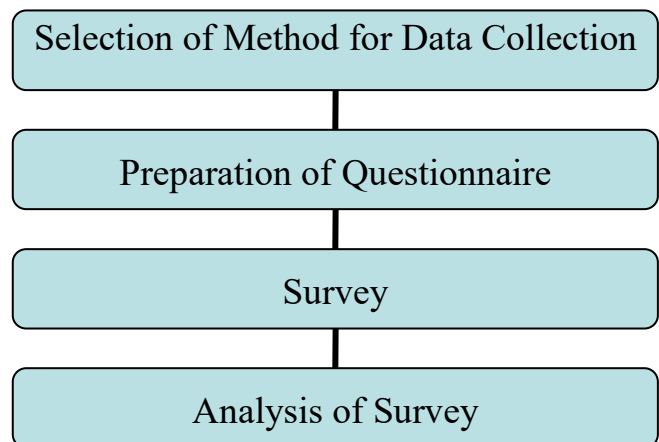 Selection of Method for Data Collection
Preparation of Questionnaire
Survey
Analysis of Survey